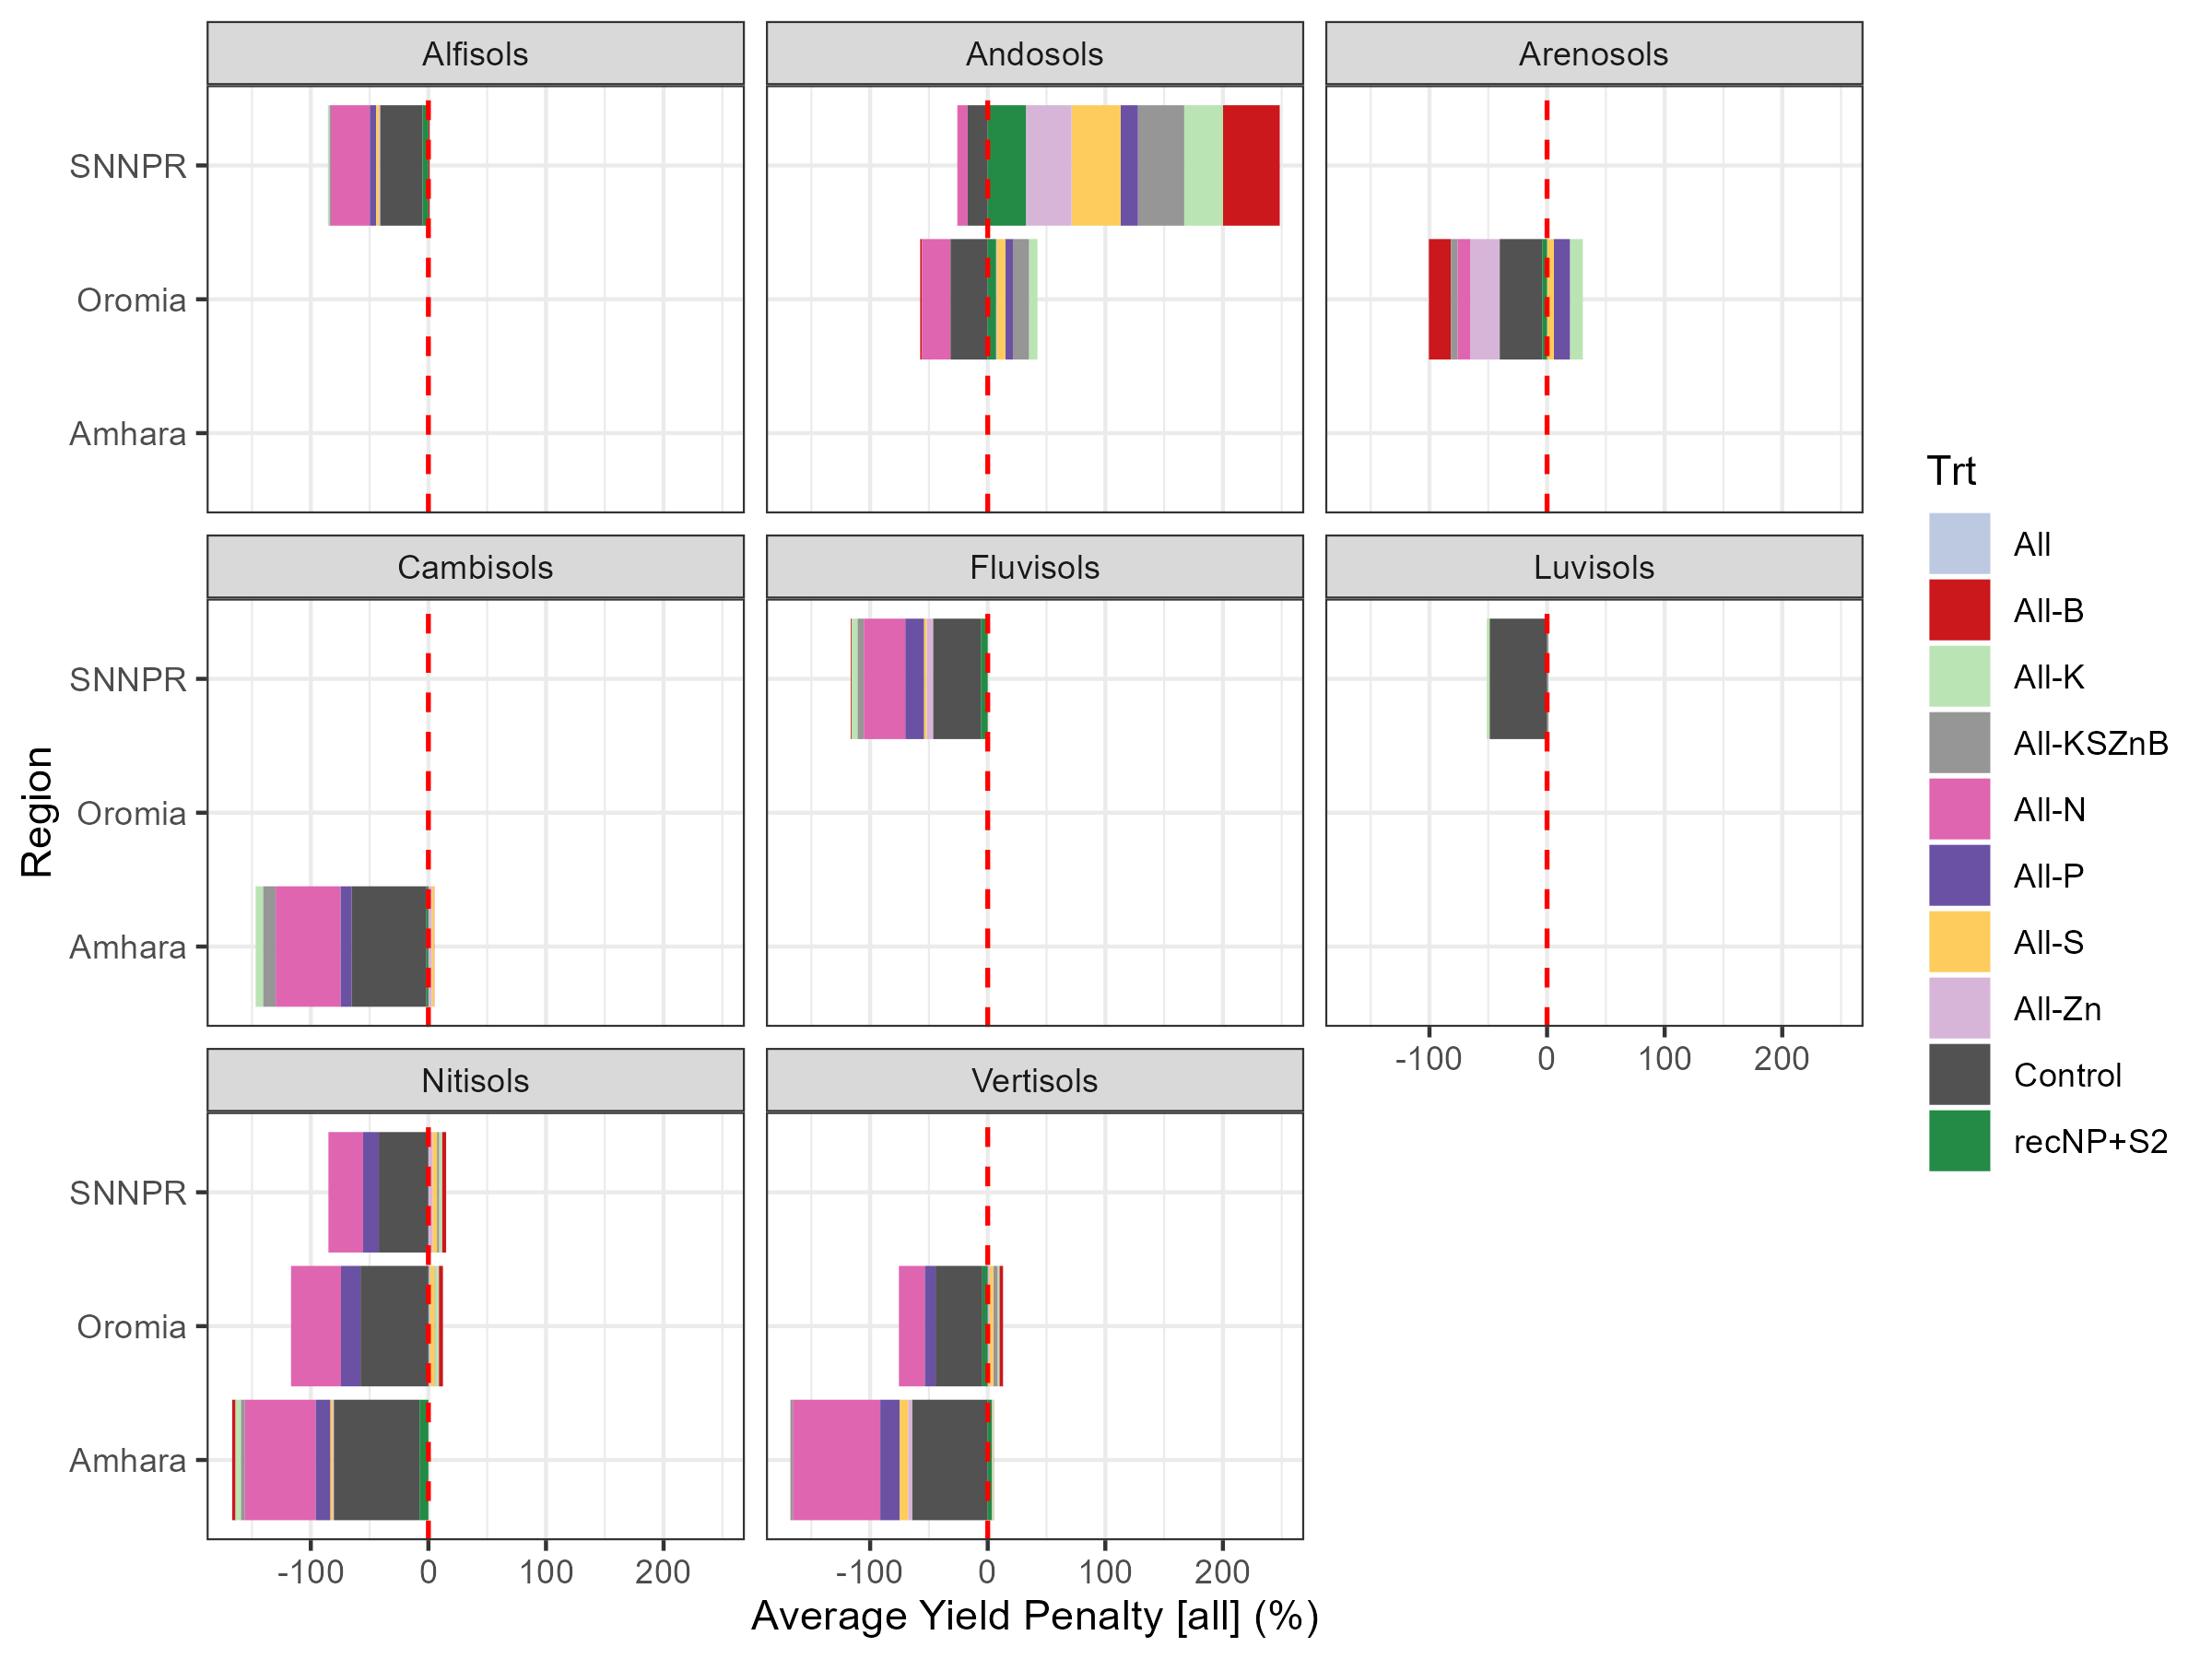 Alfisols
Andosols
Arenosols
SNNPR
Oromia
Amhara
Cambisols
Fluvisols
Luvisols
SNNPR
Oromia
Amhara
-100 0 100 200
Nitisols
Vertisols
SNNPR
Oromia
Amhara
-100 0 100 200
-100 0 100 200
Average Yield Penalty [all] (%)
Region
Trt
All
All-B
All-K
All-KSZnB
All-N
All-P
All-S
All-Zn
Control
recNP+S2